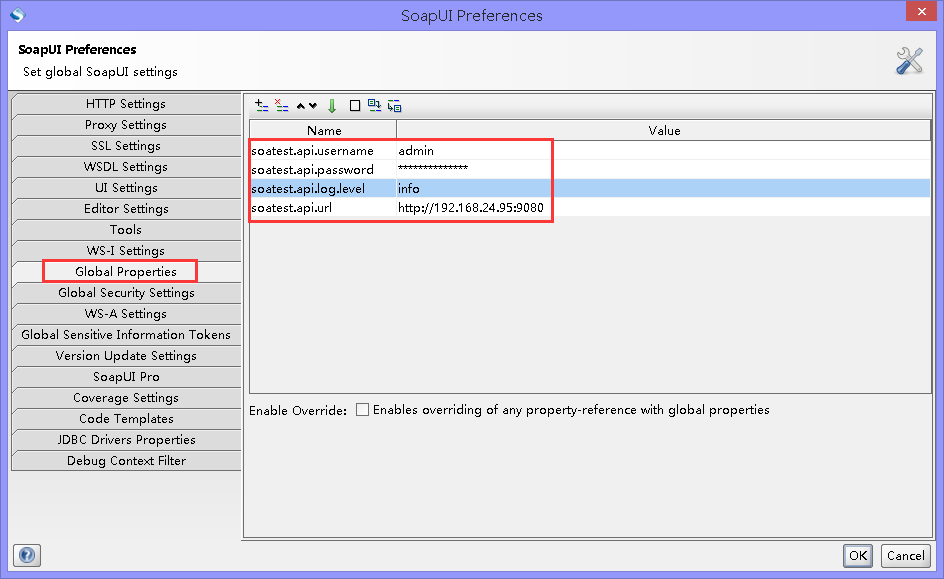 SoapUI Preferences
SoapUI Preferences
Set global SoapUI settings
HTTP Settings
Proxy Settings
SSL Settings
WSDL Settings
UI Settings
Editor Settings
Tools
WS-I Settings
Global Properties
Global Security Settings
WS-A Settings
Global Sensitive Information Tokens
Version Update Settings
SoapUI Pro
Coverage Settings
Code Templates
JDBC Drivers Properties
Debug Context Filter
Name Value
soatest.api.username admin
soatest.api.password **************
soatest.api.log.level info
soatest.api.url http://192.168.24.95:9080
Enable Override: Enables overriding of any property-reference with global properties
OK Cancel